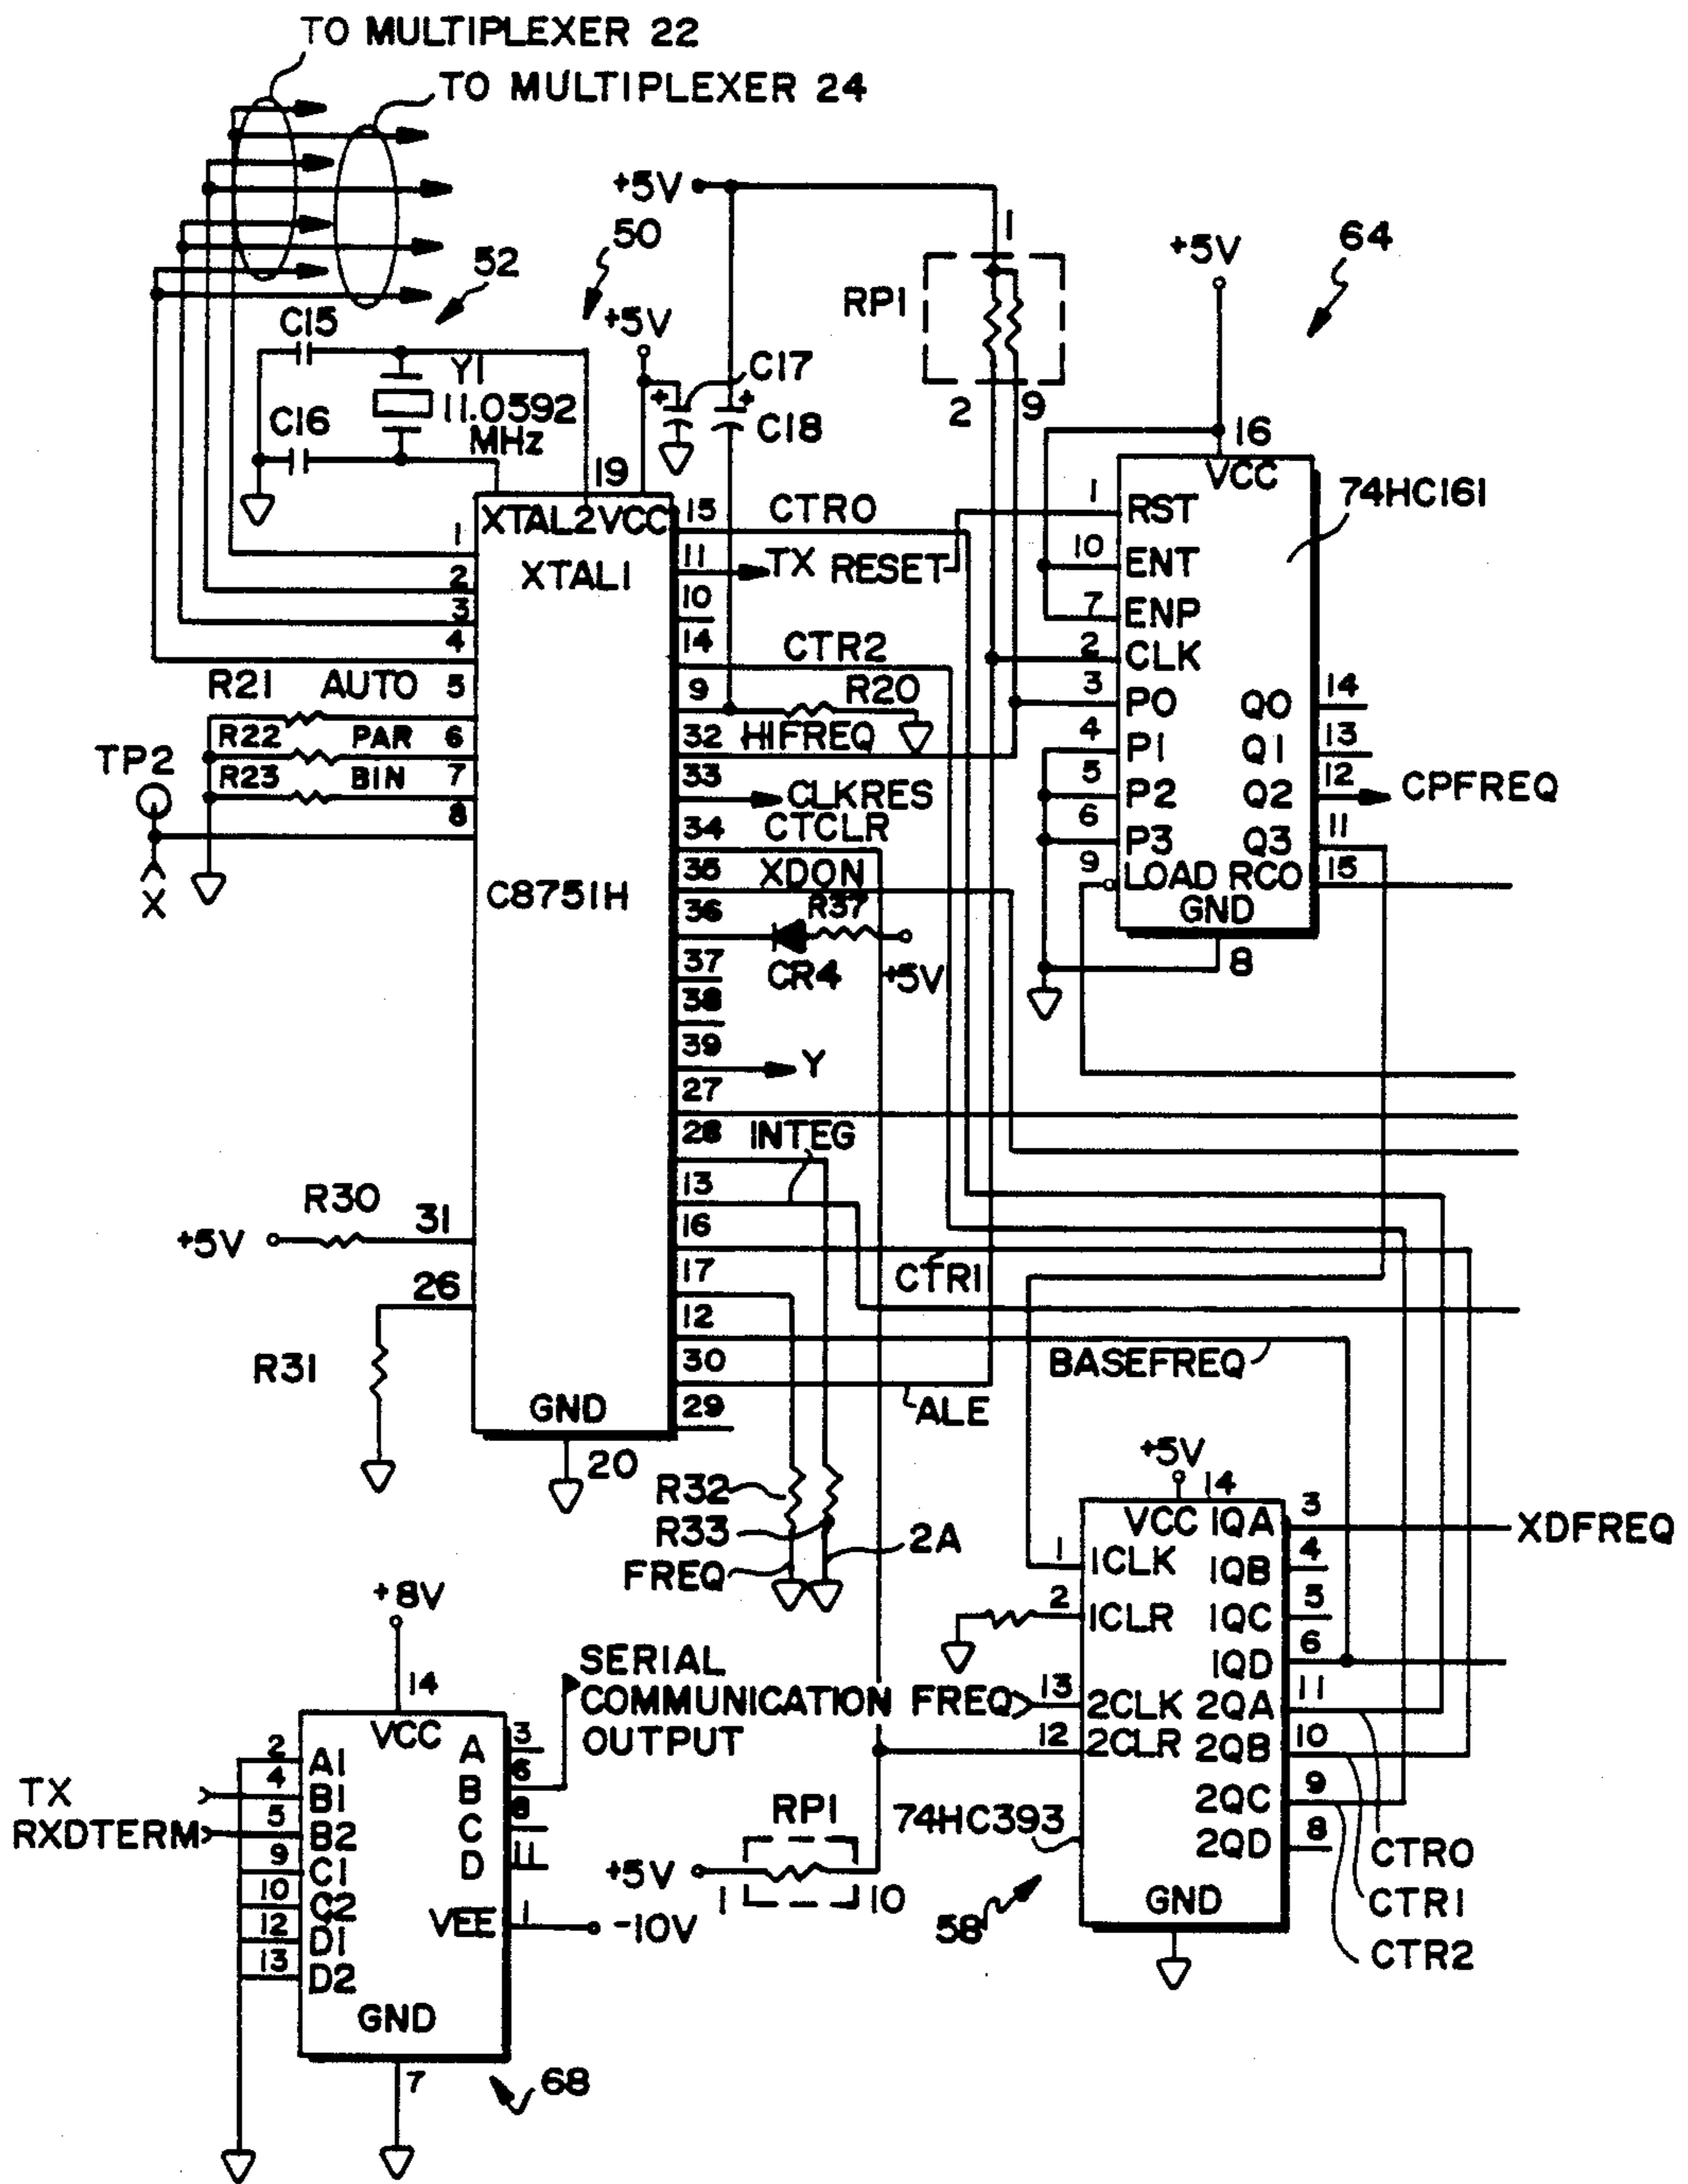 TO MULTIPLEXER 22
TO MULTIPLEXER 24
+5V
52
50
64
+5V
1
RP1
2
9
+5V
C15
Y1
11.0592
MHz
C16
C17
C18
19
16
VCC
74HC161
1
RST
10
ENT
7
ENP
2
CLK
3
P0
4
P1
5
P2
6
P3
9
LOAD
RCO
GND
8
Q0
14
Q1
13
Q2
12
CPFREQ
Q3
11
15
XTAL2
VCC
XTAL1
C8751H
GND
20
1
2
3
4
R21
AUTO
5
R22
PAR
6
R23
BIN
7
8
TP2
X
R30
+5V
31
26
R31
15
CTR0
11
TX
RESET
10
14
CTR2
9
R20
32
HIFREQ
33
CLKRES
34
CTCLR
35
XDON
36
R37
CR4
+5V
37
38
39
Y
27
28
INTEG
13
16
CTR1
17
12
BASEFREQ
30
ALE
29
R32
R33
2A
FREQ
+5V
14
VCC
1QA
3
XDFREQ
1
1CLK
1QB
4
2
1CLR
1QC
5
1QD
6
FREQ
13
2CLK
2QA
11
12
2CLR
2QB
10
2QC
9
2QD
8
GND
74HC393
58
CTR0
CTR1
CTR2
RP1
+5V
1
10
+8V
14
VCC
SERIAL
COMMUNICATION
OUTPUT
2
A1
4
B1
TX
5
B2
RXDTERM
9
C1
10
C2
12
D1
13
D2
A
3
B
6
C
8
D
11
VEE
1
-10V
GND
7
68